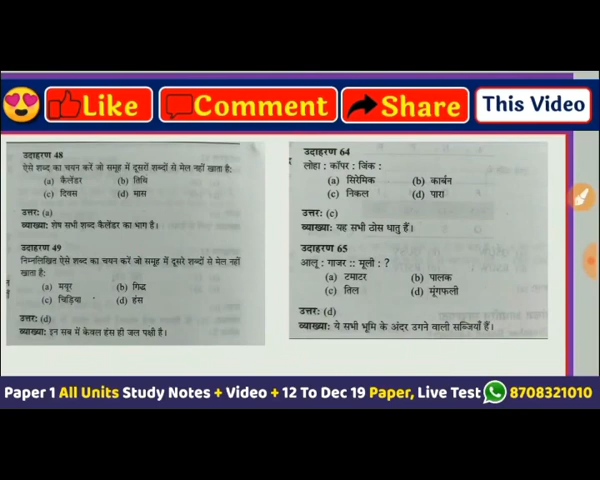 Like
Comment
Share
This Video
उदाहरण 48
ऐसे शब्द का चयन करें जो समूह में दूसरों शब्दों से मेल नहीं खाता है:
(a) कैलेंडर (b) तिथि
(c) दिवस (d) मास
उत्तर: (a)
व्याख्या: शेष सभी शब्द कैलेंडर का भाग है।
उदाहरण 49
निम्नलिखित ऐसे शब्द का चयन करें जो समूह में दूसरे शब्दों से मेल नहीं
खाता है:
(a) मयूर (b) गिद्ध
(c) चिड़िया (d) हंस
उत्तर: (d)
व्याख्या: इन सब में केवल हंस ही जल पक्षी है।
उदाहरण 64
लोहा : कॉपर : जिंक :
(a) सिरेमिक (b) कार्बन
(c) निकल (d) पारा
उत्तर: (c)
व्याख्या: यह सभी ठोस धातु हैं।
उदाहरण 65
आलू : गाजर :: मूली : ?
(a) टमाटर (b) पालक
(c) तिल (d) मूंगफली
उत्तर: (d)
व्याख्या: ये सभी भूमि के अंदर उगने वाली सब्जियाँ हैं।
Paper 1 All Units Study Notes + Video + 12 To Dec 19 Paper, Live Test 8708321010